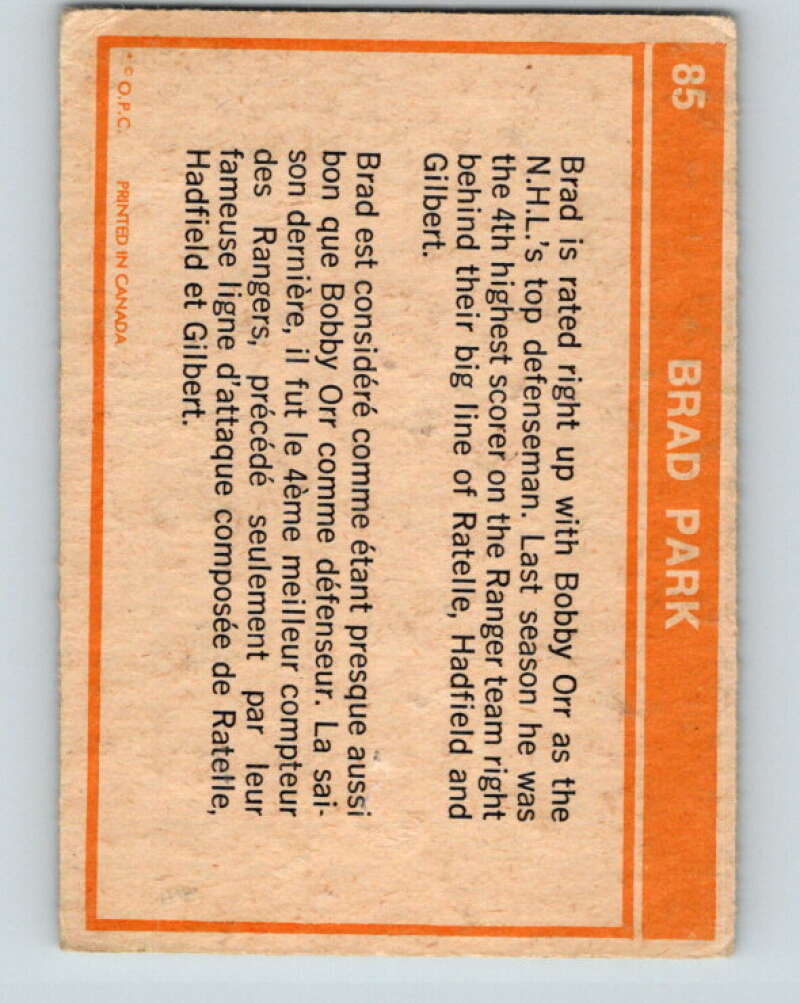 85 BRAD PARK
Brad is rated right up with Bobby Orr as the
N.H.L.'s top defenseman. Last season he was
the 4th highest scorer on the Ranger team right
behind their big line of Ratelle, Hadfield and
Gilbert.
Brad est considéré comme étant presque aussi
bon que Bobby Orr comme défenseur. La sai-
son dernière, il fut le 4ème meilleur compteur
des Rangers, précédé seulement par leur
fameuse ligne d'attaque composée de Ratelle,
Hadfield et Gilbert.
* © O.P.C. PRINTED IN CANADA